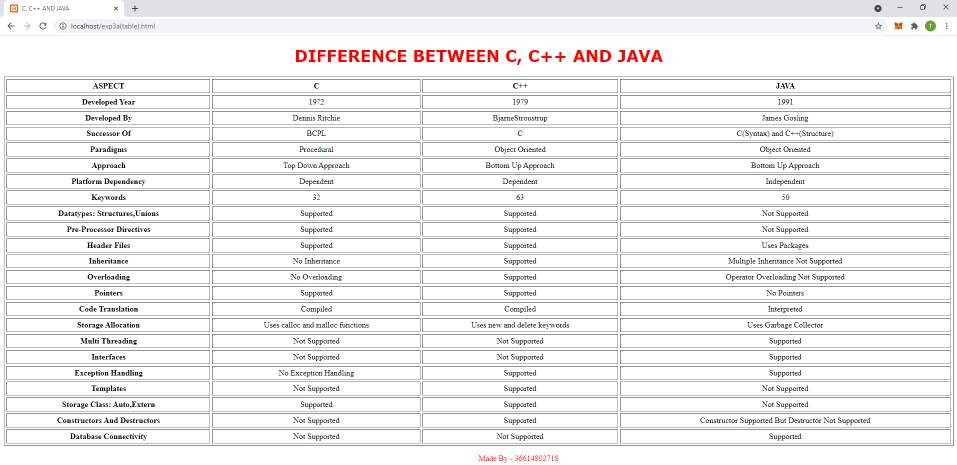 C, C++ AND JAVA
localhost/exp3a(table).html
T
DIFFERENCE BETWEEN C, C++ AND JAVA
ASPECT C C++ JAVA
Developed Year 1972 1979 1991
Developed By Dennis Ritchie BjarneStroustrup James Gosling
Successor Of BCPL C C(Syntax) and C++(Structure)
Paradigms Procedural Object Oriented Object Oriented
Approach Top Down Approach Bottom Up Approach Bottom Up Approach
Platform Dependency Dependent Dependent Independent
Keywords 32 63 50
Datatypes: Structures,Unions Supported Supported Not Supported
Pre-Processor Directives Supported Supported Not Supported
Header Files Supported Supported Uses Packages
Inheritance No Inheritance Supported Multiple Inheritance Not Supported
Overloading No Overloading Supported Operator Overloading Not Supported
Pointers Supported Supported No Pointers
Code Translation Compiled Compiled Interpreted
Storage Allocation Uses calloc and malloc functions Uses new and delete keywords Uses Garbage Collector
Multi Threading Not Supported Not Supported Supported
Interfaces Not Supported Not Supported Supported
Exception Handling No Exception Handling Supported Supported
Templates Not Supported Supported Not Supported
Storage Class: Auto,Extern Supported Supported Not Supported
Constructors And Destructors Not Supported Supported Constructor Supported But Destructor Not Supported
Database Connectivity Not Supported Not Supported Supported
Made By - 36614802718